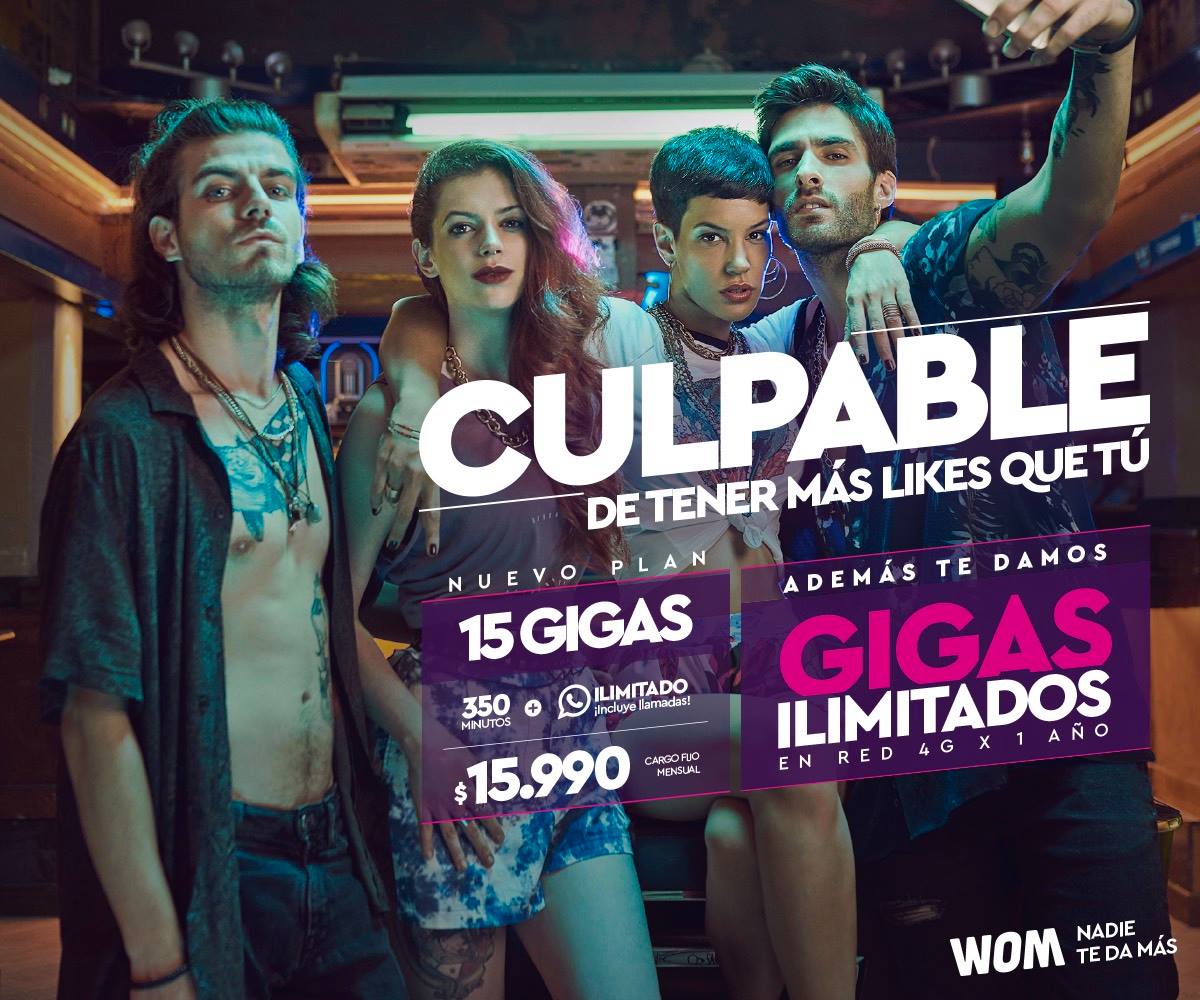 CULPABLE
DE TENER MÁS LIKES QUE TÚ
NUEVO PLAN
15 GIGAS
350
MINUTOS
+
ILIMITADO
¡Incluye llamadas!
$15.990
CARGO FIJO
MENSUAL
ADEMÁS TE DAMOS
GIGAS
ILIMITADOS
EN RED 4G X 1 AÑO
WOM
NADIE
TE DA MÁS